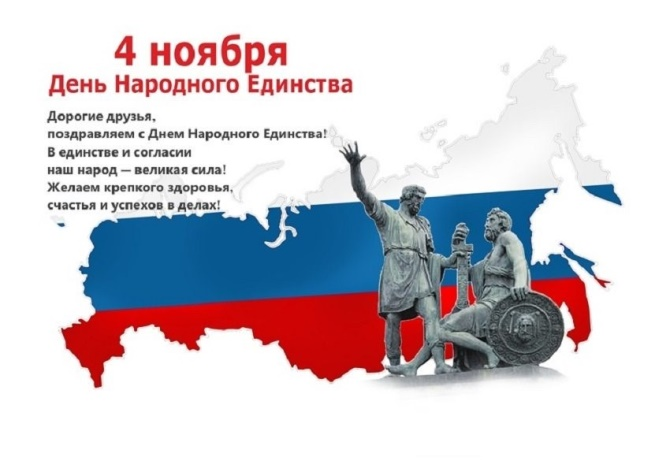 4 ноября
День Народного Единства
Дорогие друзья,
поздравляем с Днем Народного Единства!
В единстве и согласии
наш народ — великая сила!
Желаем крепкого здоровья,
счастья и успехов в делах!